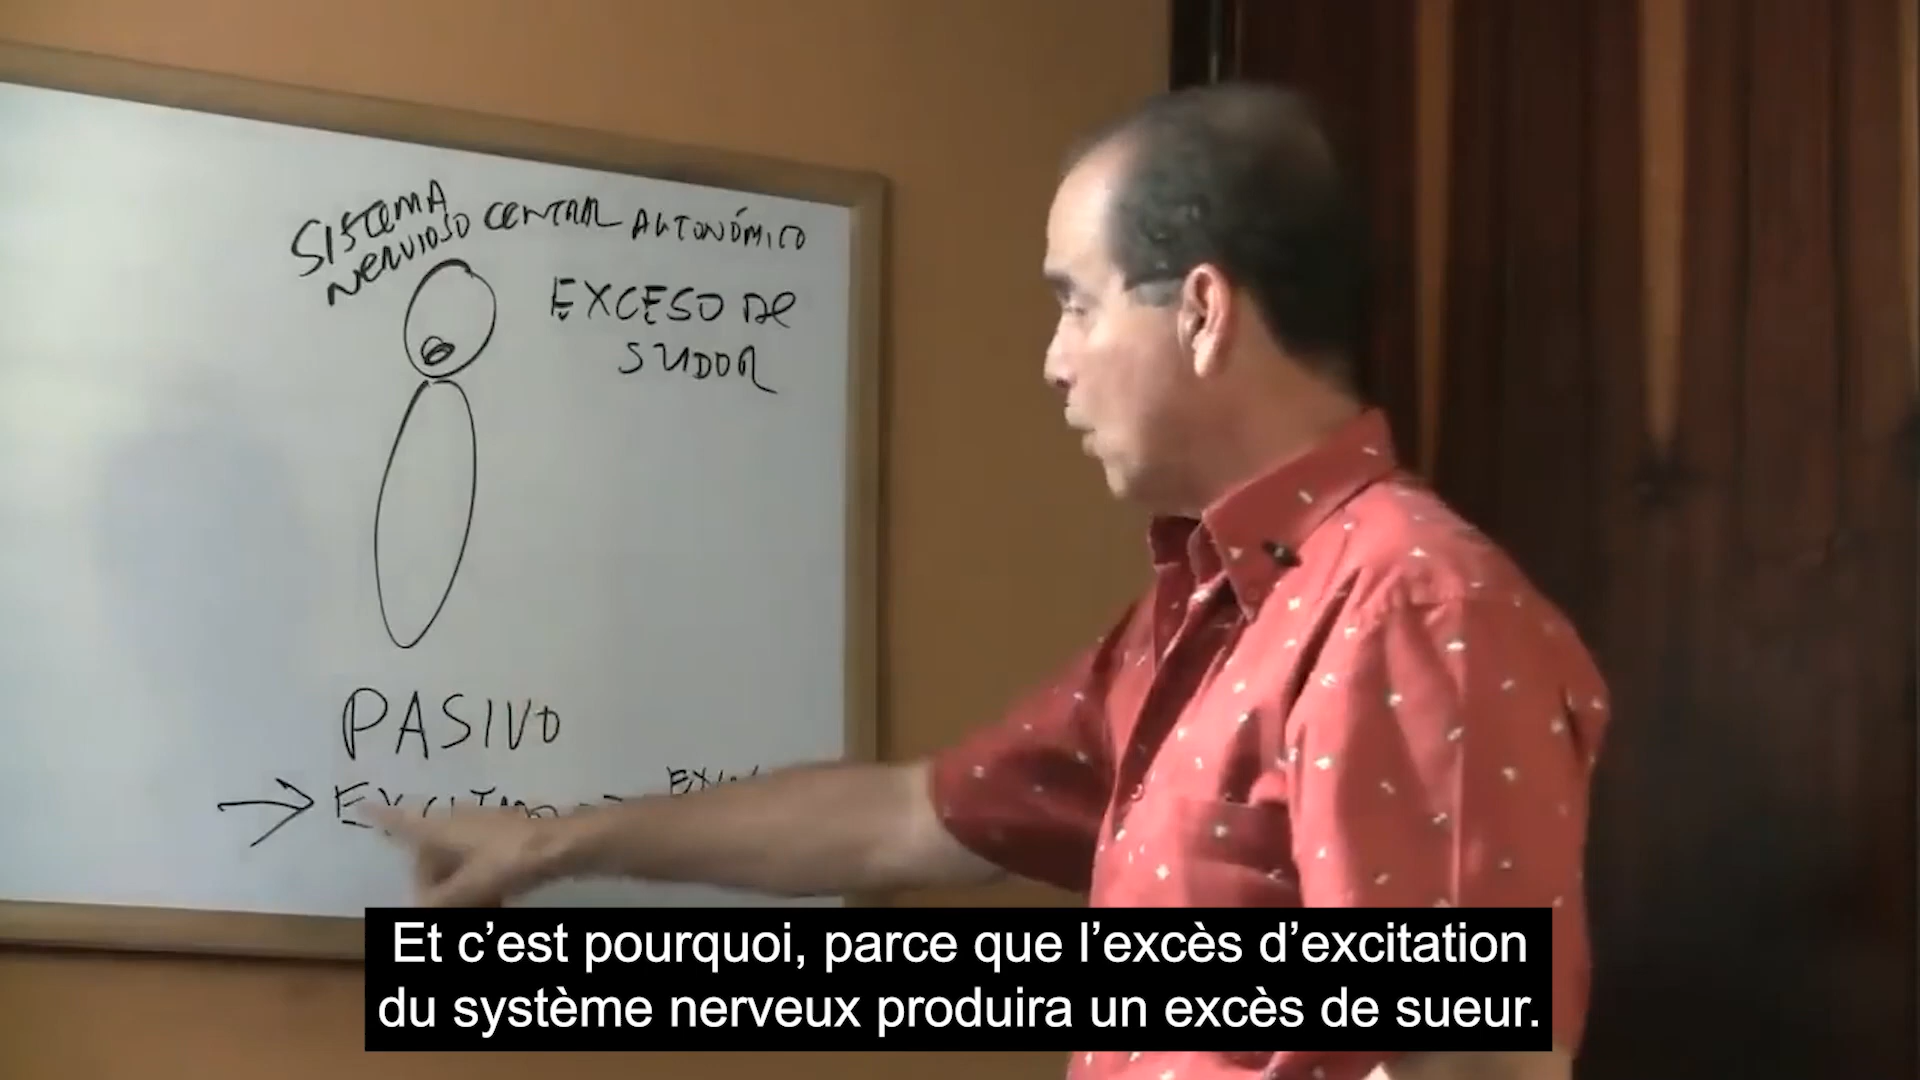 SISTEMA
NERVIOSO CENTRAL AUTONÓMICO
EXCESO DE
SUDOR
PASIVO
Et c’est pourquoi, parce que l’excès d’excitation
du système nerveux produira un excès de sueur.